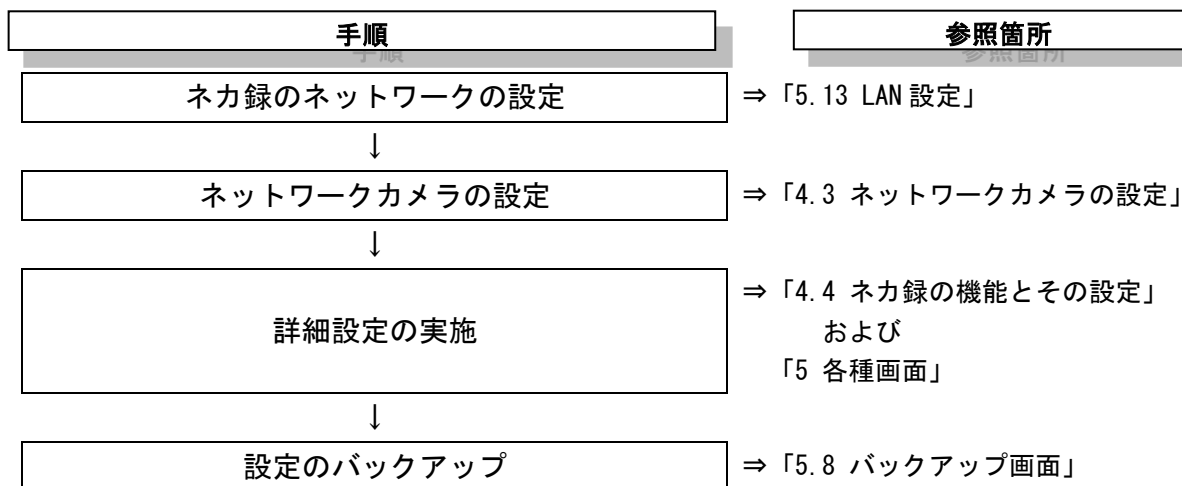 手順 参照箇所
ネカ録のネットワークの設定 ⇒「5.13 LAN設定」
↓
ネットワークカメラの設定 ⇒「4.3 ネットワークカメラの設定」
↓
詳細設定の実施 ⇒「4.4 ネカ録の機能とその設定」
および
「5 各種画面」
↓
設定のバックアップ ⇒「5.8 バックアップ画面」